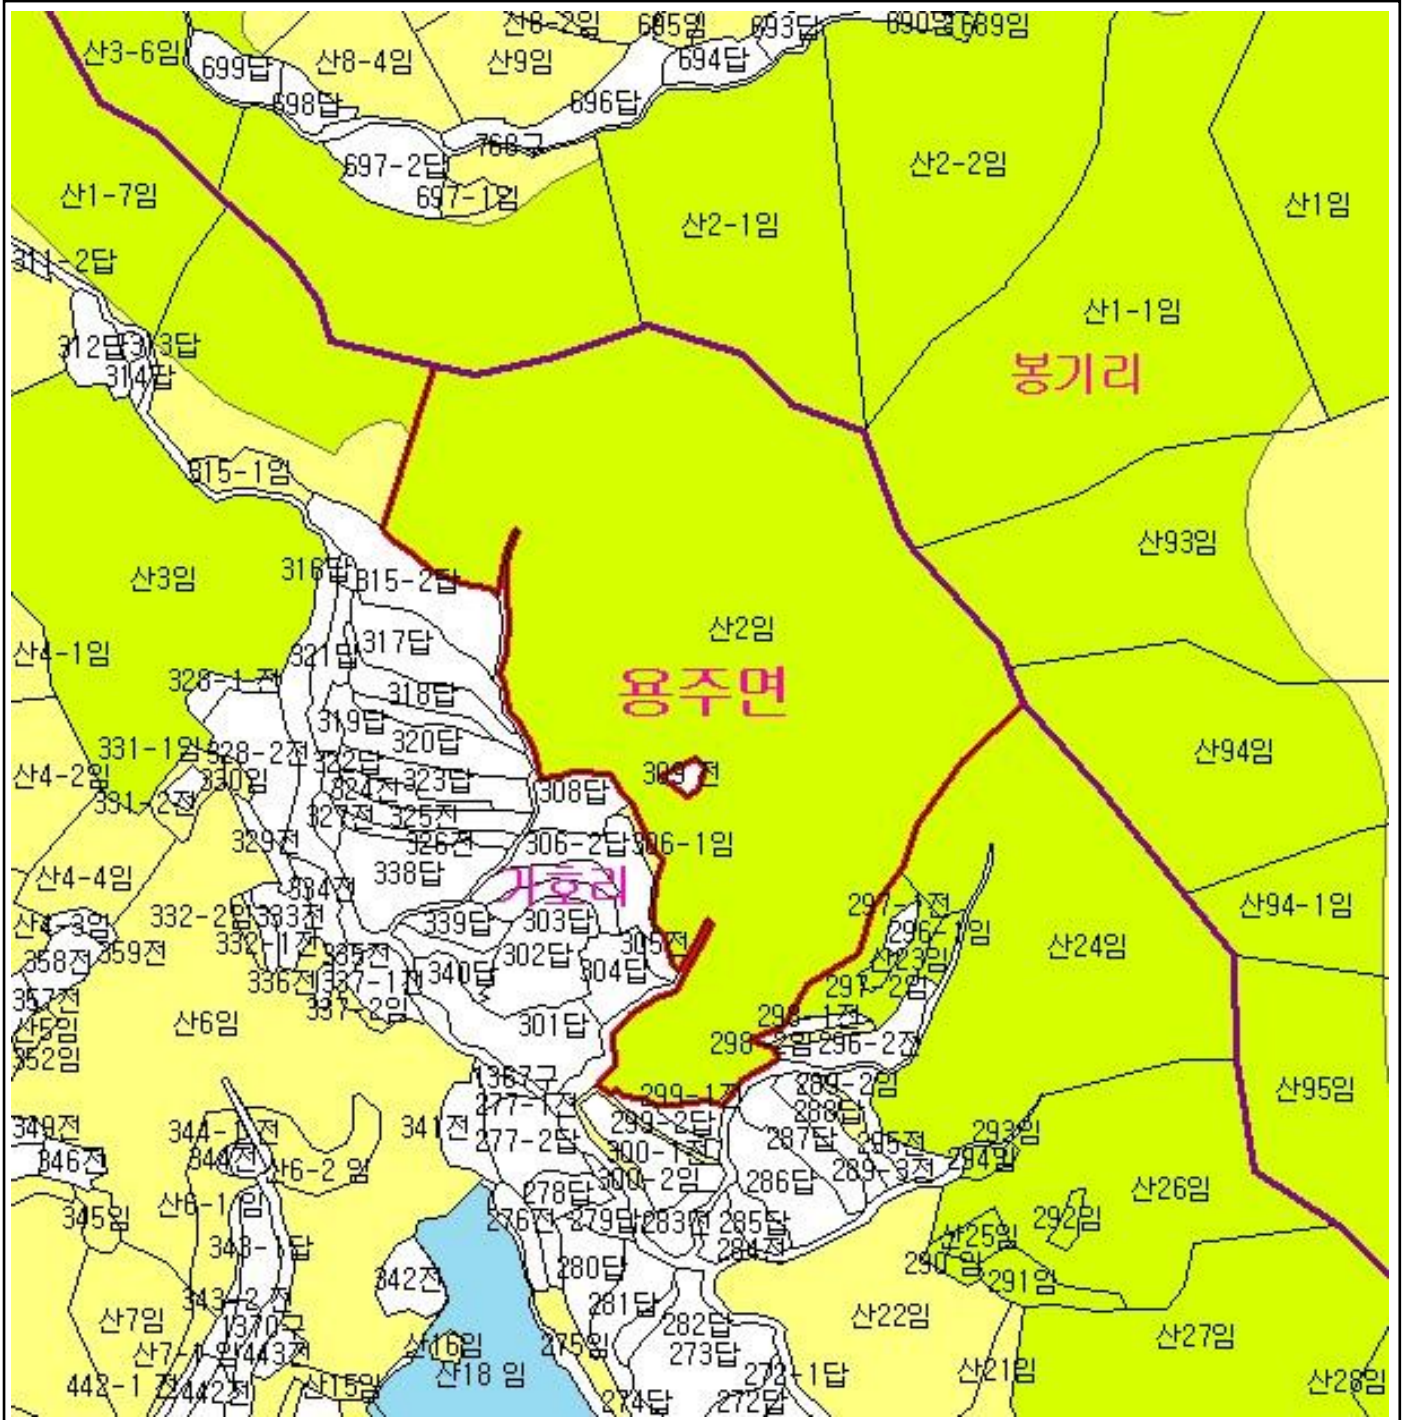 산3-6임
699답
산8-4임
산9임
694답
693답
698답
696답
697-2답
697-1임
산2-2임
산1-7임
산2-1임
산1임
311-2답
산1-1임
봉기리
312답
313답
314답
315-1임
산93임
316답
315-2답
산3임
산2임
317답
321답
산4-1임
318답
용주면
319답
320답
328-2전
331-1임
산94임
322답
323답
330임
산4-2임
324전
309 전
308답
331-2전
327전
325전
329전
326전
306-2답
306-1임
338답
산4-4임
가호리
334전
297-1전
산94-1임
332-2임
333전
339답
303답
296-1임
산4-3임
332-1전
305전
산24임
359전
335전
302답
358전
304답
산23임
340답
336전
337-1전
297-2임
357전
337-2임
산6임
301답
산5임
296-2전
352임
1367구
289-2임
산95임
299-1전
277-1전
288답
299-2답
344-1 전
341전
277-2답
287답
295전
293임
300-1전
346전
344전
산6-2 임
289-3전
294임
300-2임
278답
286답
산26임
산6-1 임
345임
276전
279답
283전
285답
292임
산25임
343-1답
284전
290 임
280답
342전
291임
343-2 전
281답
산7임
1370구
282답
산22임
산27임
산16임
275임
273답
산7-1 임
443전
산18 임
272-1답
산21임
산28임
442-1 전
442전
산15임
274답
272답